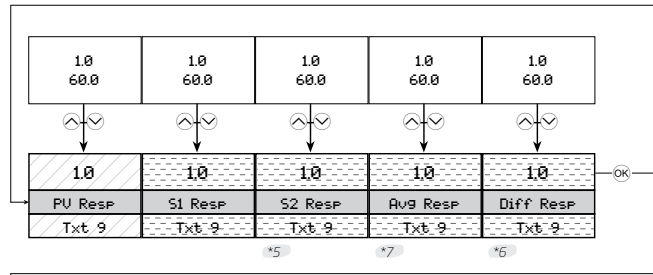 1.0 1.0 1.0 1.0 1.0
60.0 60.0 60.0 60.0 60.0
1.0 1.0 1.0 1.0 1.0
OK
PV Resp S1 Resp S2 Resp Avg Resp Diff Resp
Txt 9 Txt 9 Txt 9 Txt 9 Txt 9
*5 *7 *6